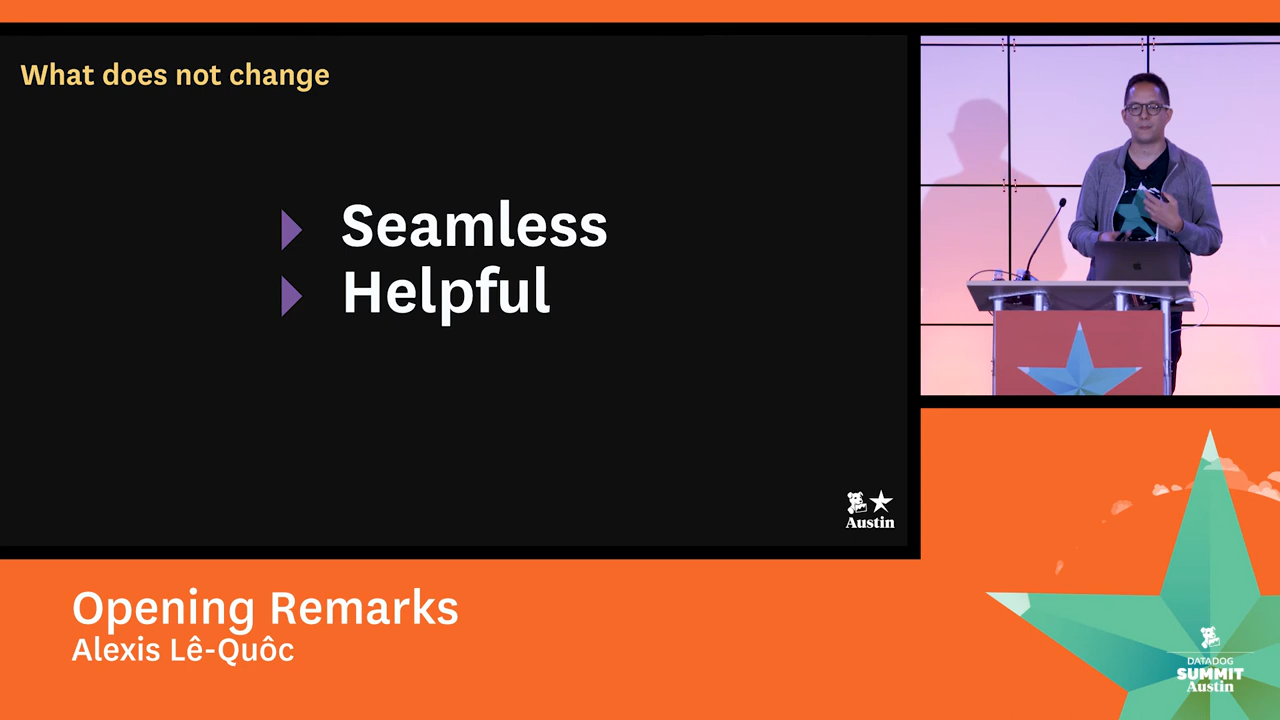 What does not change
Seamless
Helpful
Austin
Opening Remarks
Alexis Lê-Quôc
DATADOG
SUMMIT
Austin